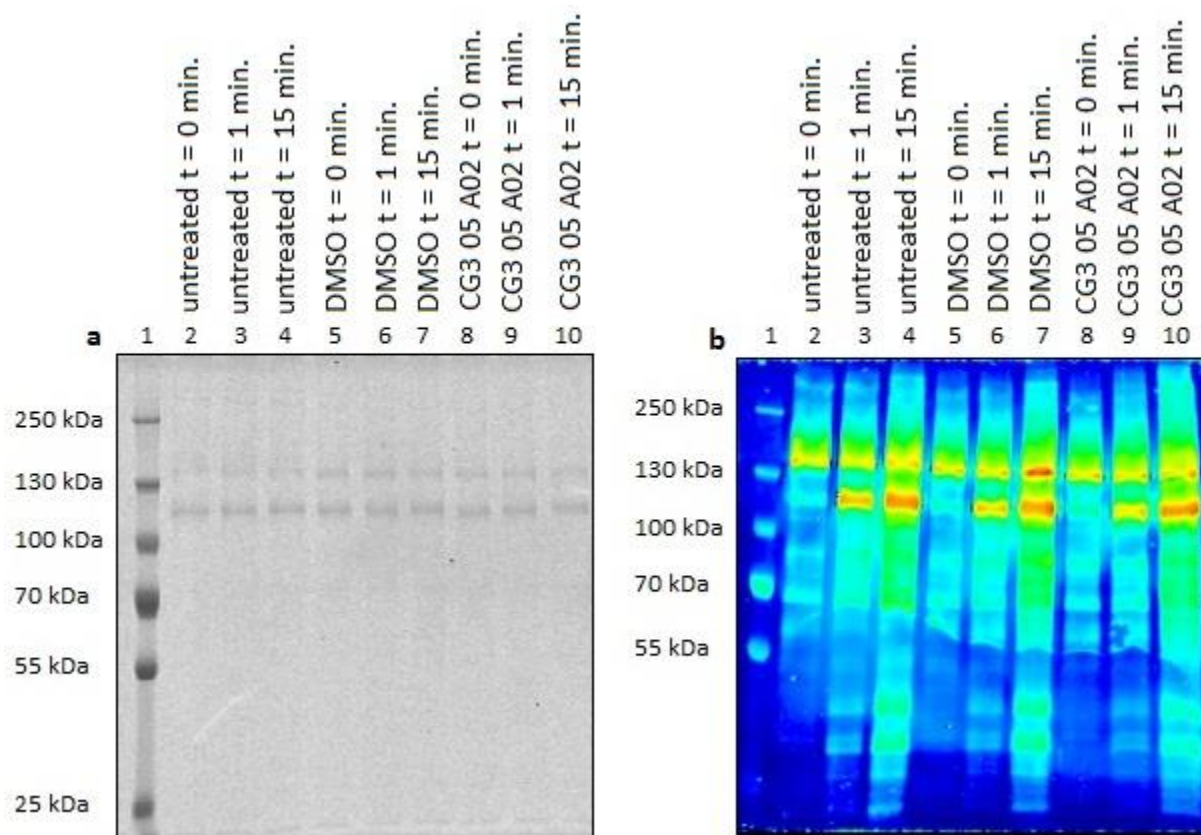 untreated t = 0 min.
untreated t = 1 min.
untreated t = 15 min.
DMSO t = 0 min.
DMSO t = 1 min.
DMSO t = 15 min.
CG3 05 A02 t = 0 min.
CG3 05 A02 t = 1 min.
CG3 05 A02 t = 15 min.
a 1 2 3 4 5 6 7 8 9 10
250 kDa
130 kDa
100 kDa
70 kDa
55 kDa
25 kDa
untreated t = 0 min.
untreated t = 1 min.
untreated t = 15 min.
DMSO t = 0 min.
DMSO t = 1 min.
DMSO t = 15 min.
CG3 05 A02 t = 0 min.
CG3 05 A02 t = 1 min.
CG3 05 A02 t = 15 min.
b 1 2 3 4 5 6 7 8 9 10
250 kDa
130 kDa
100 kDa
70 kDa
55 kDa